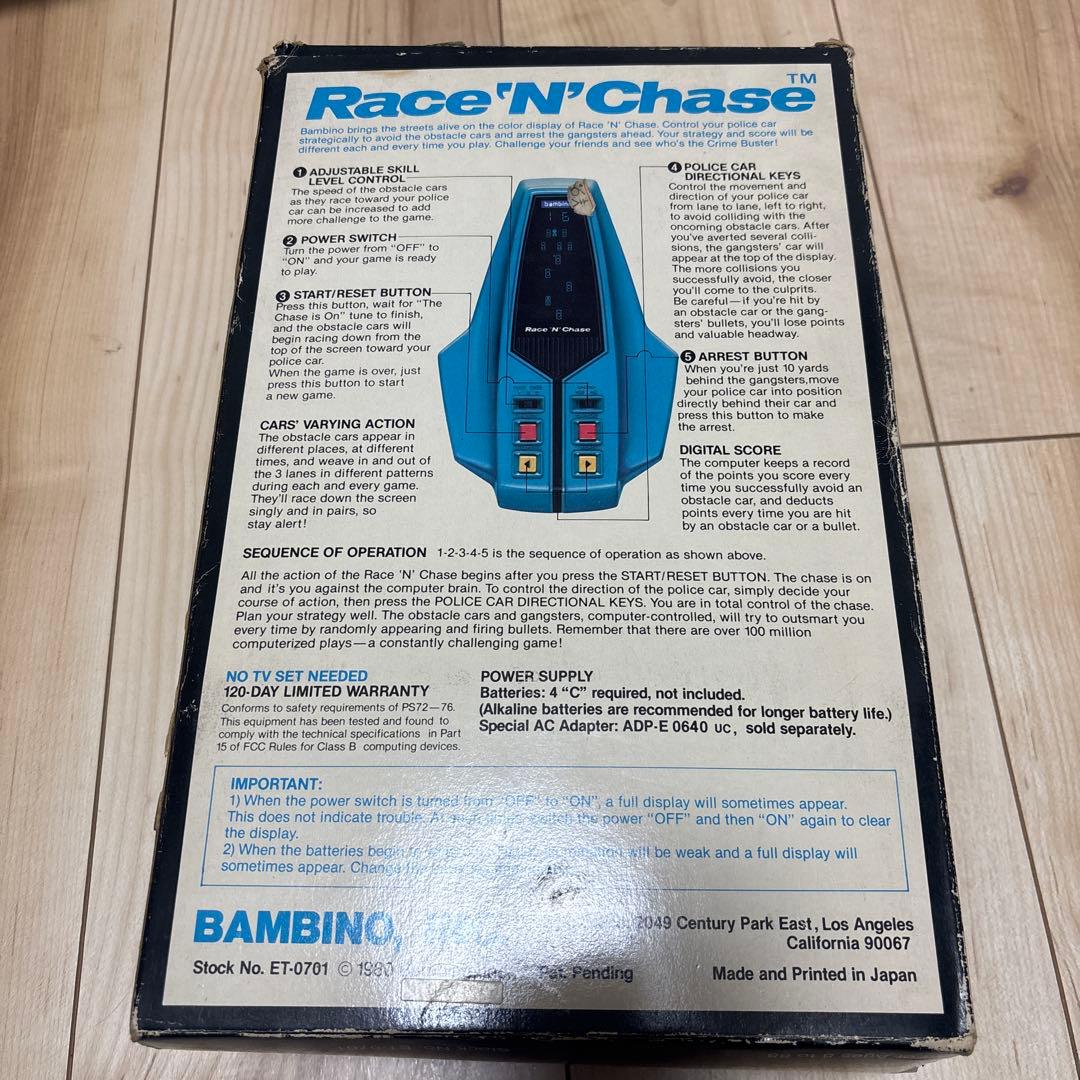 Race 'N' Chase™
Bambino brings the streets alive on the color display of Race 'N' Chase. Control your police car
strategically to avoid the obstacle cars and arrest the gangsters ahead. Your strategy and score will be
different each and every time you play. Challenge your friends and see who's the Crime Buster!
1 ADJUSTABLE SKILL
LEVEL CONTROL
The speed of the obstacle cars
as they race toward your police
car can be increased to add
more challenge to the game.
2 POWER SWITCH
Turn the power from "OFF" to
"ON" and your game is ready
to play.
3 START/RESET BUTTON
Press this button, wait for "The
Chase is On" tune to finish,
and the obstacle cars will
begin racing down from the
top of the screen toward your
police car.
When the game is over, just
press this button to start
a new game.
CARS' VARYING ACTION
The obstacle cars appear in
different places, at different
times, and weave in and out of
the 3 lanes in different patterns
during each and every game.
They'll race down the screen
singly and in pairs, so
stay alert!
bambino
16
Race 'N' Chase
4 POLICE CAR
DIRECTIONAL KEYS
Control the movement and
direction of your police car
from lane to lane, left to right,
to avoid colliding with the
oncoming obstacle cars. After
you've averted several colli-
sions, the gangsters' car will
appear at the top of the display.
The more collisions you
successfully avoid, the closer
you'll come to the culprits.
Be careful—if you're hit by
an obstacle car or the gang-
sters' bullets, you'll lose points
and valuable headway.
5 ARREST BUTTON
When you're just 10 yards
behind the gangsters,move
your police car into position
directly behind their car and
press this button to make
the arrest.
DIGITAL SCORE
The computer keeps a record
of the points you score every
time you successfully avoid an
obstacle car, and deducts
points every time you are hit
by an obstacle car or a bullet.
SEQUENCE OF OPERATION 1-2-3-4-5 is the sequence of operation as shown above.
All the action of the Race 'N' Chase begins after you press the START/RESET BUTTON. The chase is on
and it's you against the computer brain. To control the direction of the police car, simply decide your
course of action, then press the POLICE CAR DIRECTIONAL KEYS. You are in total control of the chase.
Plan your strategy well. The obstacle cars and gangsters, computer-controlled, will try to outsmart you
every time by randomly appearing and firing bullets. Remember that there are over 100 million
computerized plays—a constantly challenging game!
NO TV SET NEEDED
120-DAY LIMITED WARRANTY
Conforms to safety requirements of PS72—76.
This equipment has been tested and found to
comply with the technical specifications in Part
15 of FCC Rules for Class B computing devices.
POWER SUPPLY
Batteries: 4 "C" required, not included.
(Alkaline batteries are recommended for longer battery life.)
Special AC Adapter: ADP-E 0640 UC, sold separately.
IMPORTANT:
1) When the power switch is turned from "OFF" to "ON", a full display will sometimes appear.
This does not indicate trouble. switch the power "OFF" and then "ON" again to clear
the display.
2) When the batteries begin to will be weak and a full display will
sometimes appear. Change
BAMBINO, INC.
2049 Century Park East, Los Angeles
California 90067
Stock No. ET-0701 © 1980 Pat. Pending Made and Printed in Japan